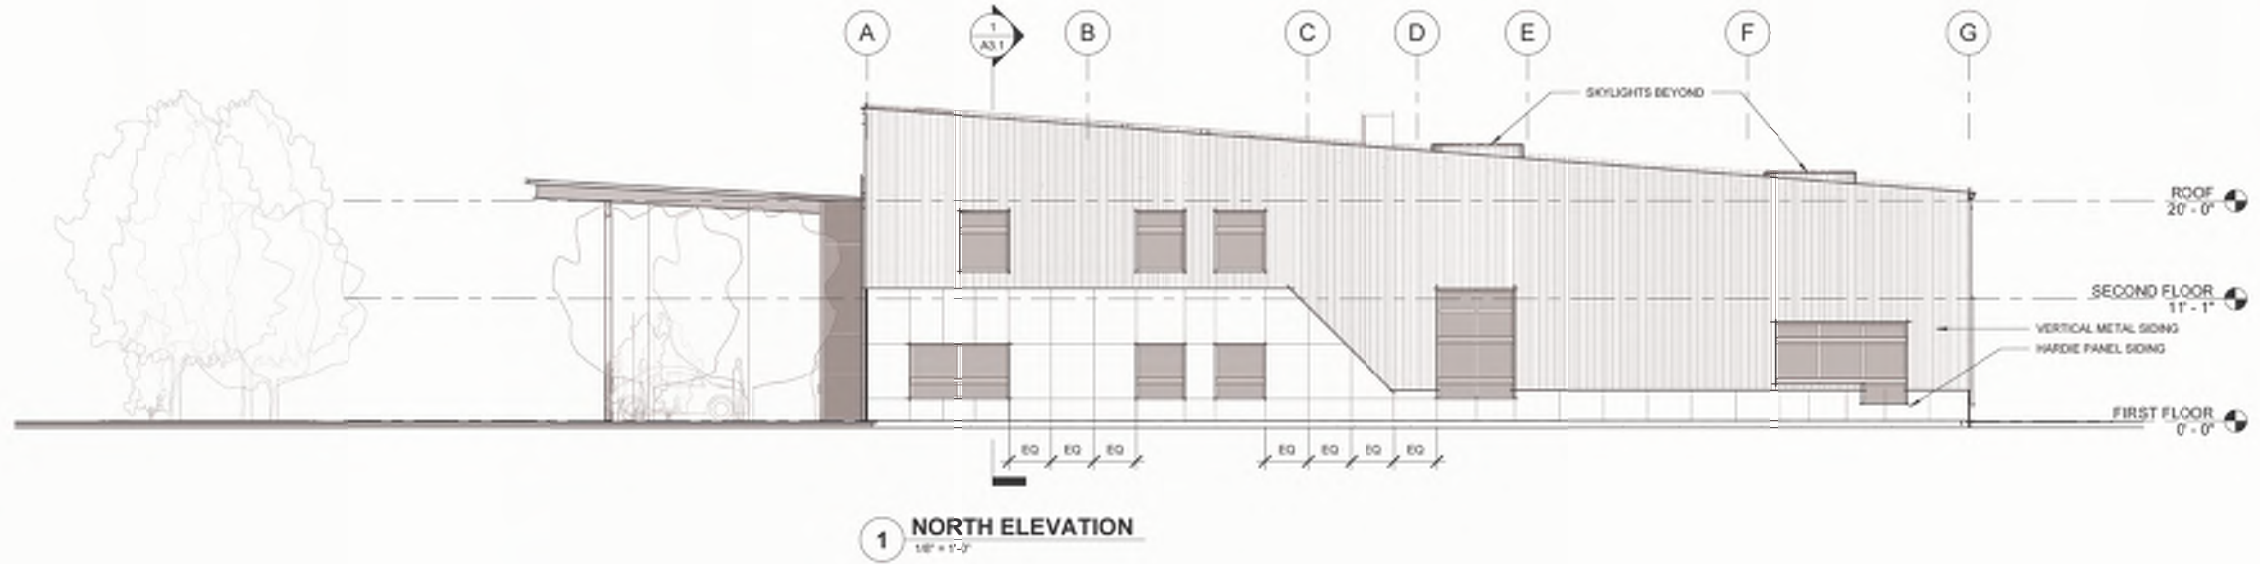 A
1
A3.1
B
C
D
E
F
G
SKYLIGHTS BEYOND
ROOF
20' - 0"
SECOND FLOOR
11' - 1"
VERTICAL METAL SIDING
HARDIE PANEL SIDING
FIRST FLOOR
0' - 0"
EQ EQ EQ EQ EQ EQ EQ
1 NORTH ELEVATION
1/8" = 1'-0"